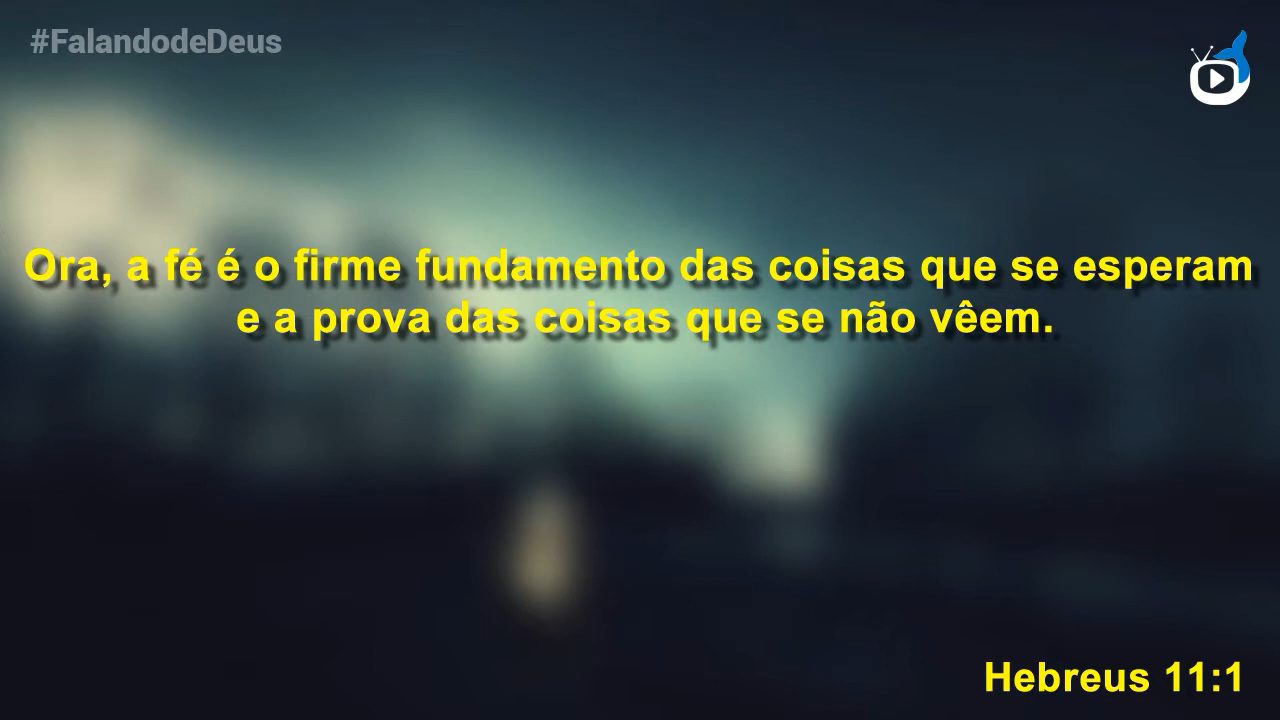 #FalandodeDeus
Ora, a fé é o firme fundamento das coisas que se esperam
e a prova das coisas que se não vêem.
Hebreus 11:1